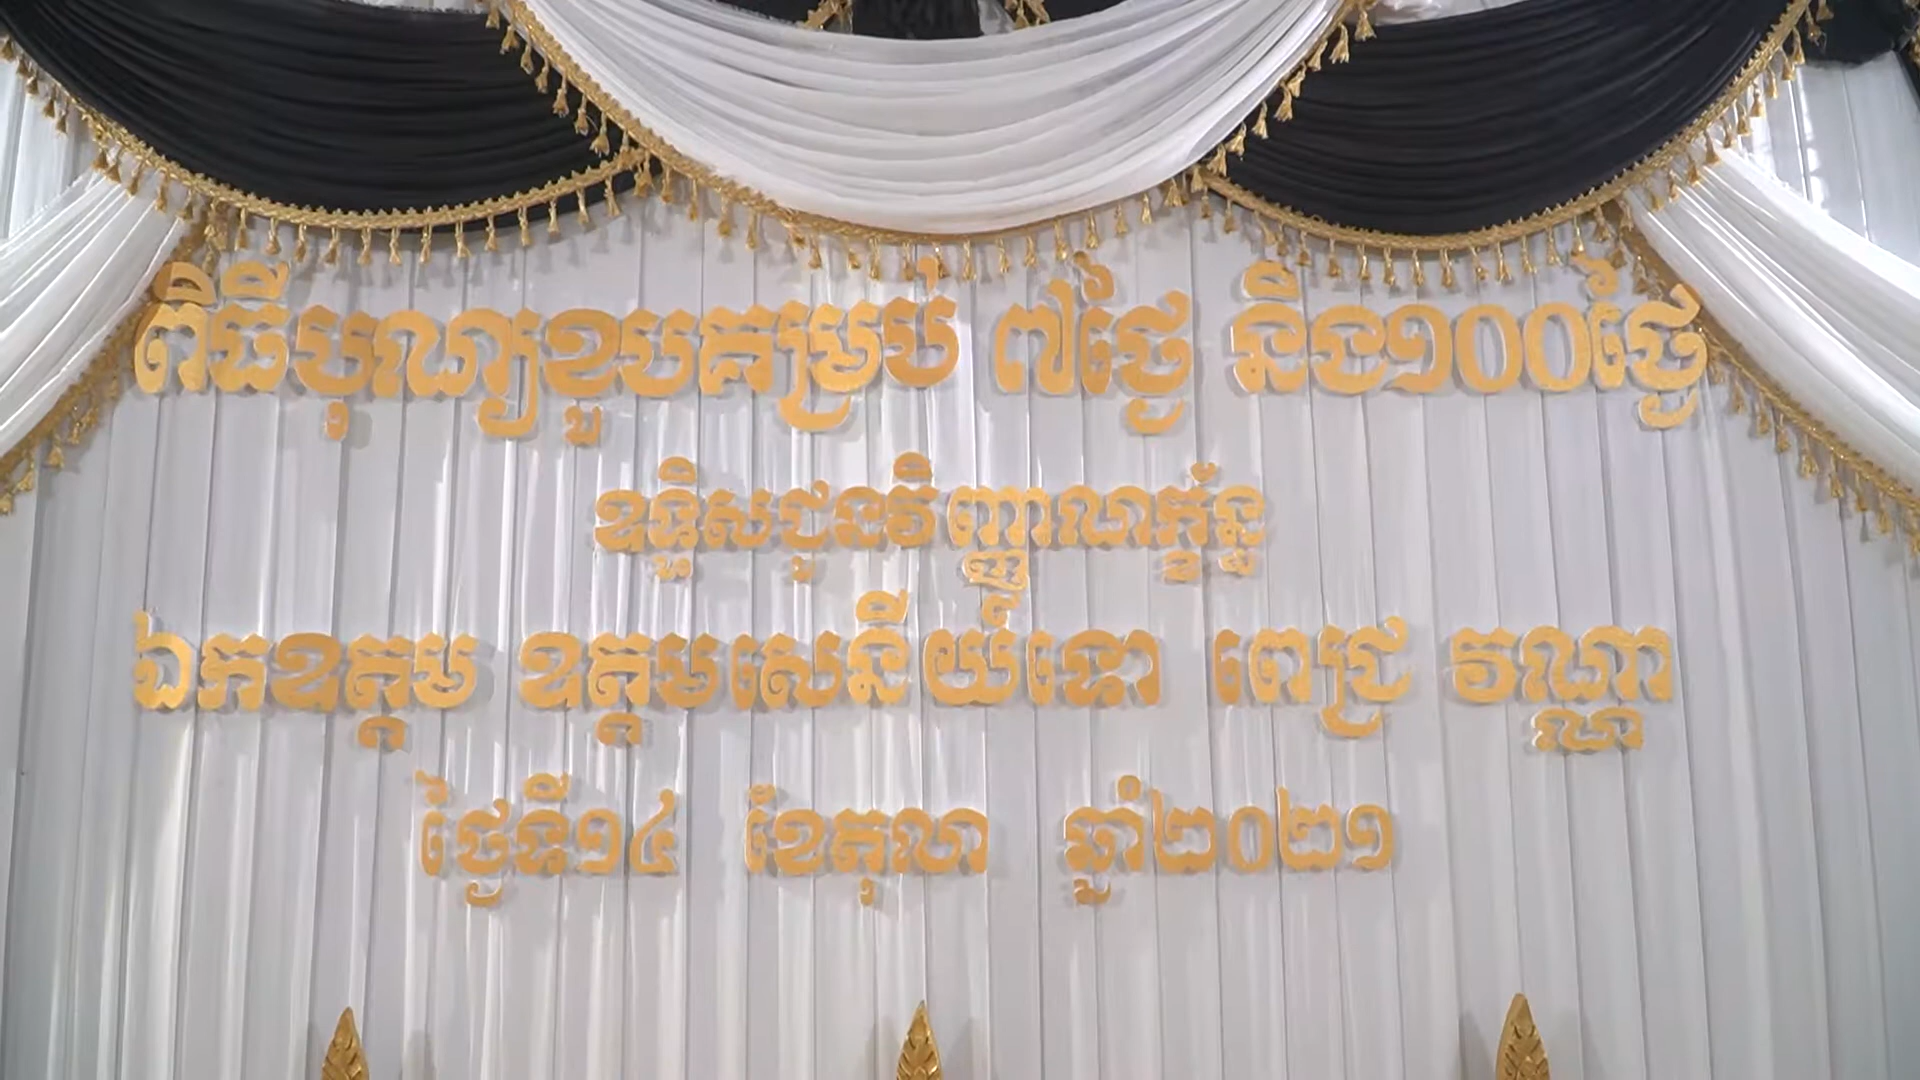 ពិធីបុណ្យខួបគម្រប់ ៧ថ្ងៃ និង១០០ថ្ងៃ
ឧទ្ទិសជូនវិញ្ញាណក្ខ័ន្ធ
ឯកឧត្តម ឧត្តមសេនីយ៍ទោ ពេជ្រ វណ្ណា
ថ្ងៃទី១៤ ខែតុលា ឆ្នាំ២០២១